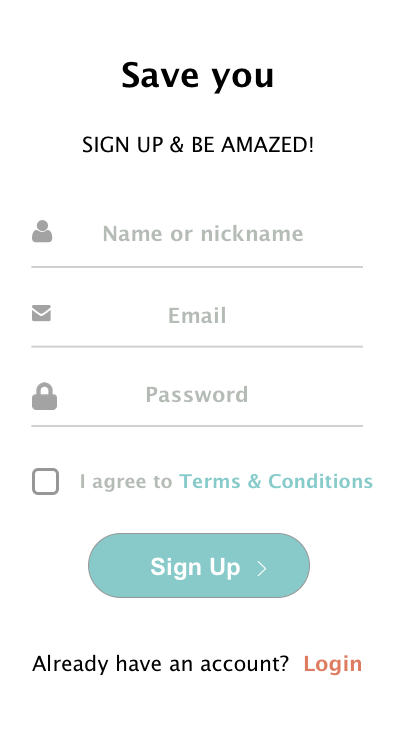 Save you
SIGN UP & BE AMAZED!
Name or nickname
Email
Password
I agree to Terms & Conditions
Sign Up
Already have an account? Login